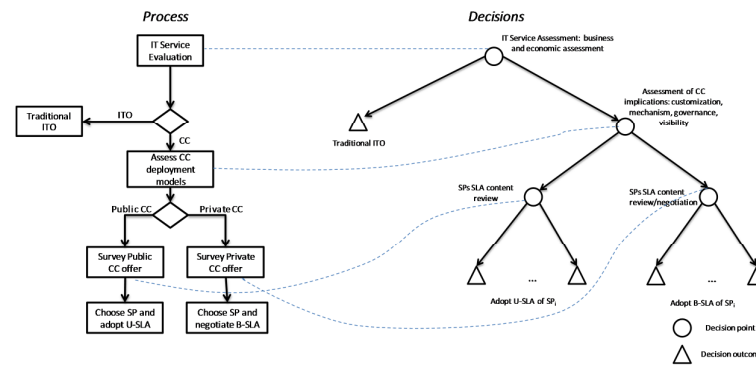 Process
Decisions
IT Service
Evaluation
IT Service Assessment: business
and economic assessment
Traditional
ITO
ITO
CC
Traditional ITO
Assessment of CC
implications: customization,
mechanism, governance,
visibility
Assess CC
deployment
models
Public CC
Private CC
SPs SLA content
review
SPs SLA content
review/negotiation
Survey Public
CC offer
Survey Private
CC offer
...
...
Choose SP and
adopt U-SLA
Choose SP and
negotiate B-SLA
Adopt U-SLA of SPi
Adopt B-SLA of SPi
Decision point
Decision outcom